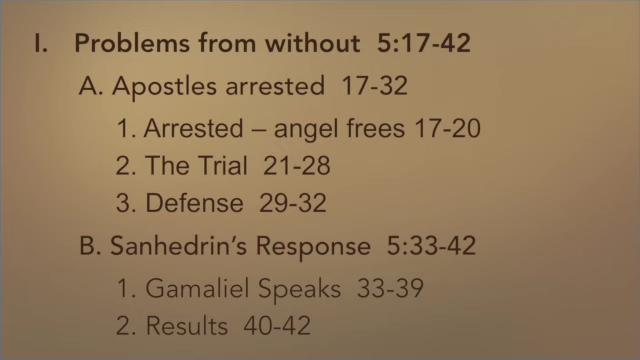 I. Problems from without 5:17-42
A. Apostles arrested 17-32
1. Arrested – angel frees 17-20
2. The Trial 21-28
3. Defense 29-32
B. Sanhedrin's Response 5:33-42
1. Gamaliel Speaks 33-39
2. Results 40-42